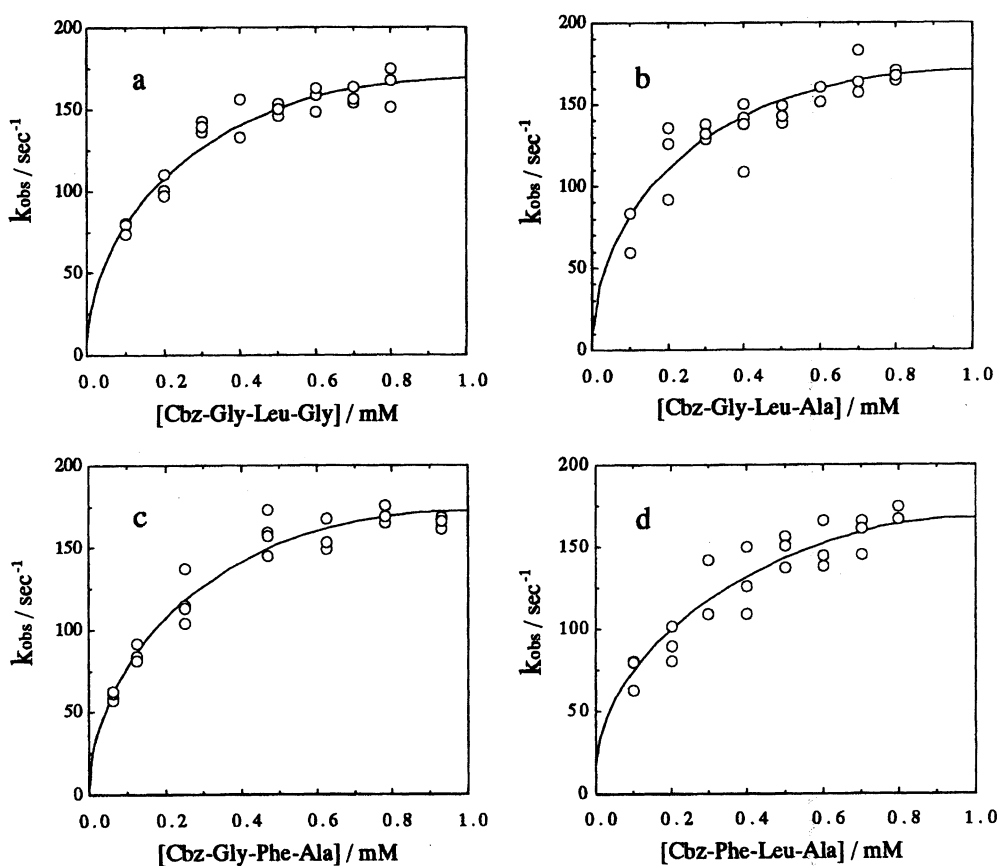 a
200
150
100
50
0
kobs / sec⁻¹
0.0 0.2 0.4 0.6 0.8 1.0
[Cbz-Gly-Leu-Gly] / mM
b
200
150
100
50
0
kobs / sec⁻¹
0.0 0.2 0.4 0.6 0.8 1.0
[Cbz-Gly-Leu-Ala] / mM
c
200
150
100
50
0
kobs / sec⁻¹
0.0 0.2 0.4 0.6 0.8 1.0
[Cbz-Gly-Phe-Ala] / mM
d
200
150
100
50
0
kobs / sec⁻¹
0.0 0.2 0.4 0.6 0.8 1.0
[Cbz-Phe-Leu-Ala] / mM